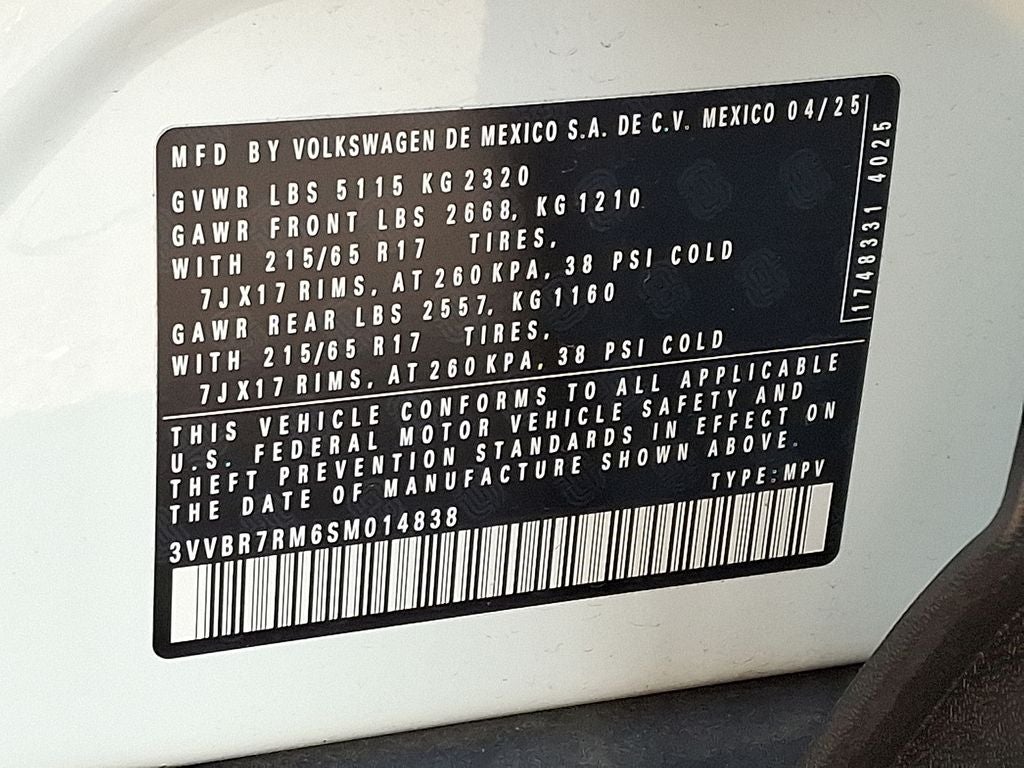 MFD BY VOLKSWAGEN DE MEXICO S.A. DE C.V. MEXICO 04/25
GVWR LBS 5115 KG 2320
GAWR FRONT LBS 2668, KG 1210
WITH 215/65 R17 TIRES,
7JX17 RIMS, AT 260 KPA, 38 PSI COLD
GAWR REAR LBS 2557, KG 1160
WITH 215/65 R17 TIRES,
7JX17 RIMS, AT 260 KPA, 38 PSI COLD
1748331 4025
THIS VEHICLE CONFORMS TO ALL APPLICABLE
U.S. FEDERAL MOTOR VEHICLE SAFETY AND
THEFT PREVENTION STANDARDS IN EFFECT ON
THE DATE OF MANUFACTURE SHOWN ABOVE.
TYPE: MPV
3VVBR7RM6SM014838